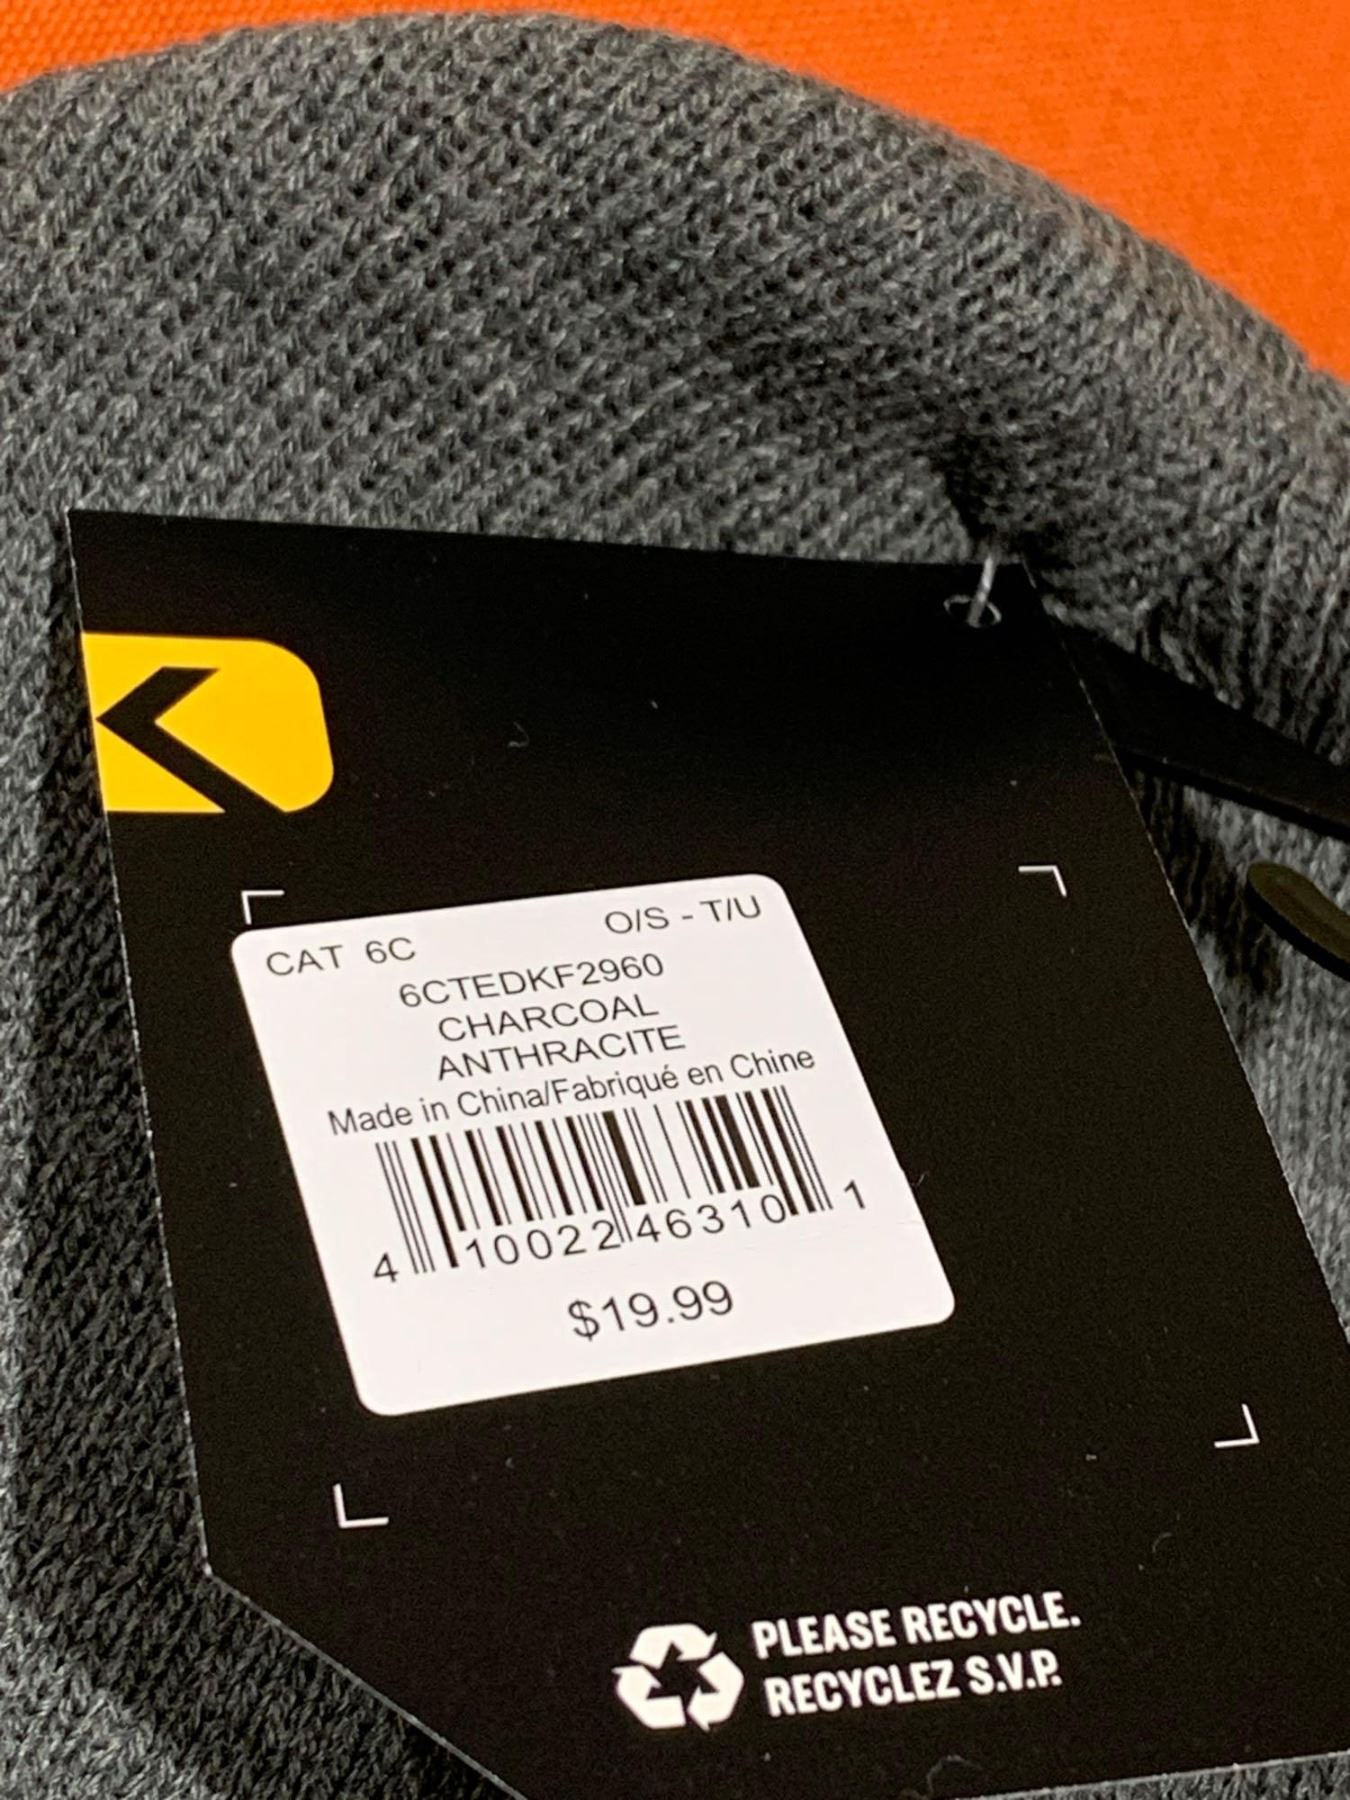 CAT 6C O/S - T/U
6CTEDKF2960
CHARCOAL
ANTHRACITE
Made in China/Fabriqué en Chine
4 10022 46310 1
$19.99
PLEASE RECYCLE.
RECYCLEZ S.V.P.